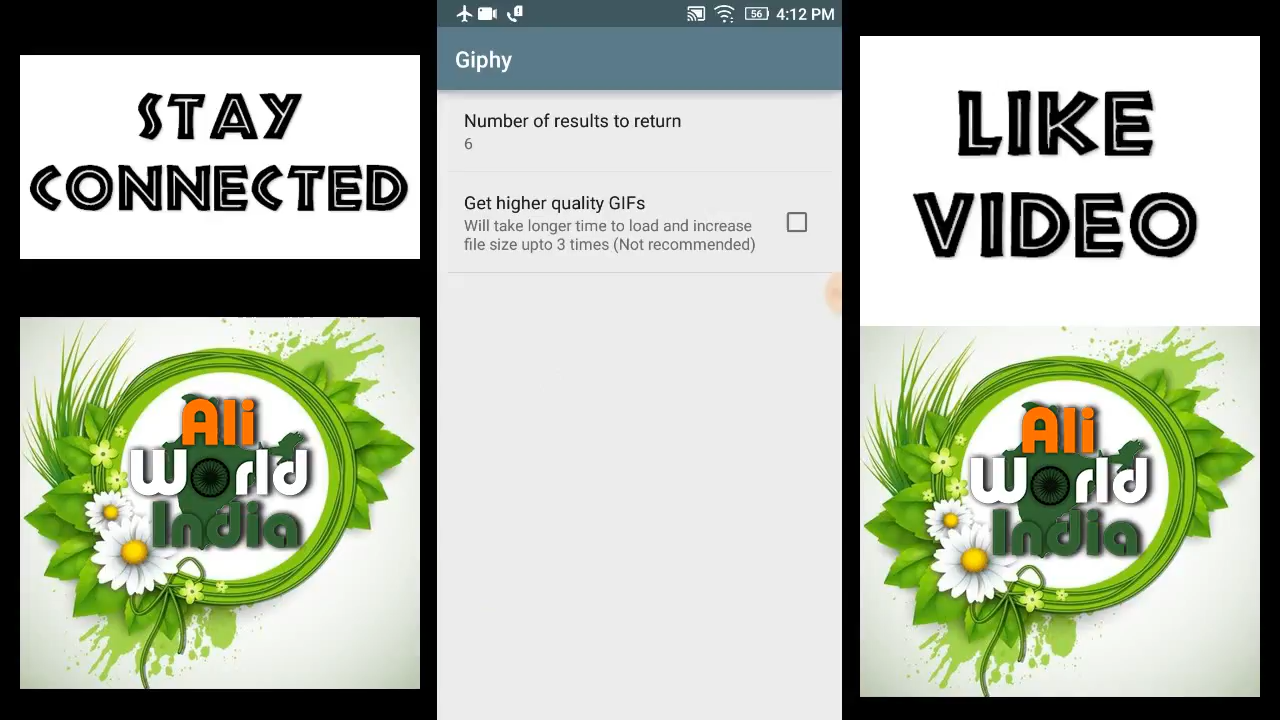 STAY
CONNECTED
Ali
World
India
56 4:12 PM
Giphy
Number of results to return
6
Get higher quality GIFs
Will take longer time to load and increase
file size upto 3 times (Not recommended)
LIKE
VIDEO
Ali
World
India